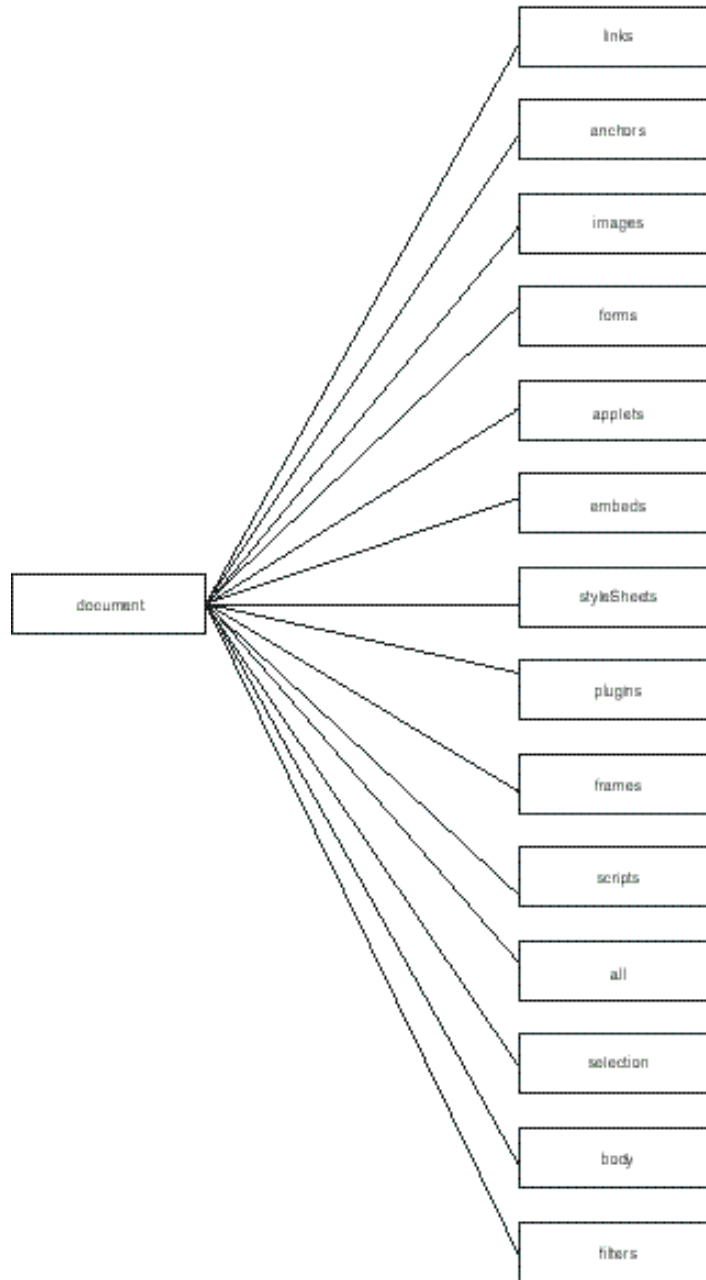 links
anchors
images
forms
applets
embeds
document
styleSheets
plugins
frames
scripts
all
selection
body
filters